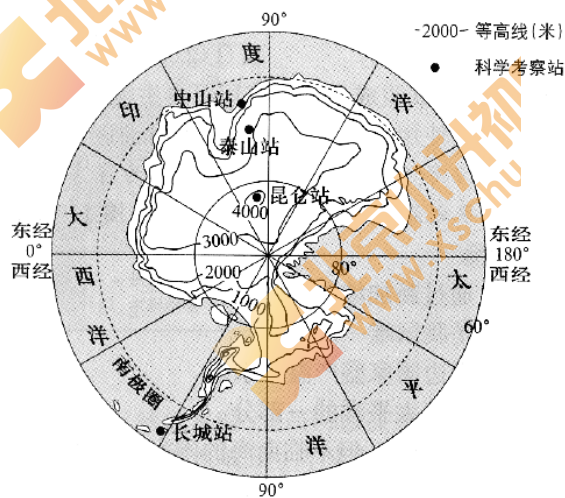 90°
-2000- 等高线(米)
科学考察站
度
印
洋
中山站
泰山站
昆仑站
4000
大
东经
0°
西经
3000
2000
1000
80°
东经
180°
西经
太
西
洋
60°
南极圈
平
长城站
洋
90°
www.xschu